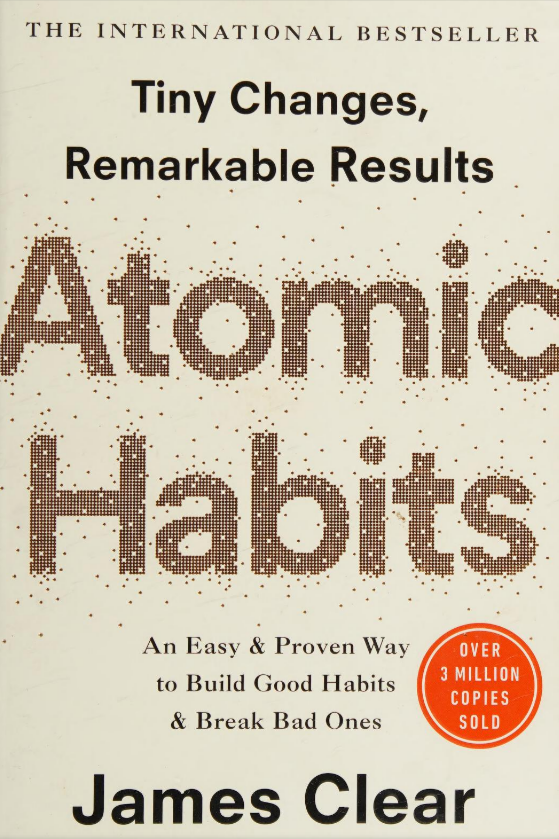 THE INTERNATIONAL BESTSELLER
Tiny Changes,
Remarkable Results
Atomic
Habits
An Easy & Proven Way
to Build Good Habits
& Break Bad Ones
OVER
3 MILLION
COPIES
SOLD
James Clear